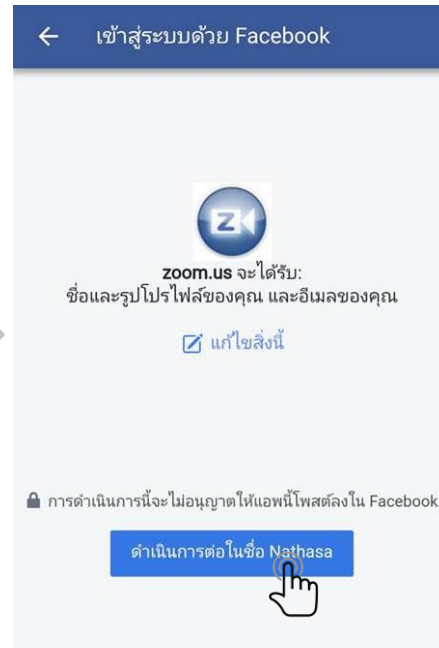 เข้าสู่ระบบด้วย Facebook
Z
zoom.us จะได้รับ:
ชื่อและรูปโปรไฟล์ของคุณ และอีเมลของคุณ
แก้ไขสิ่งนี้
การดำเนินการนี้จะไม่อนุญาตให้แอพนี้โพสต์ลงใน Facebook
ดำเนินการต่อในชื่อ Nathasa